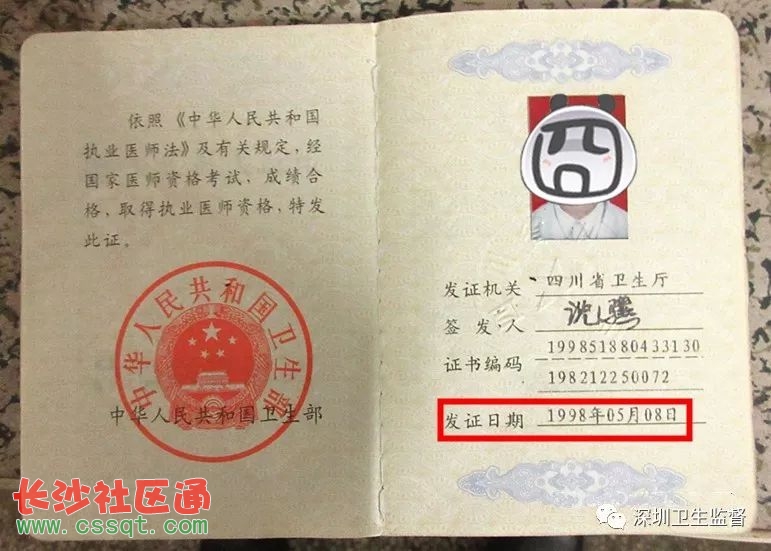 依照《中华人民共和国
执业医师法》及有关规定，经
国家医师资格考试，成绩合
格，取得执业医师资格，特发
此证。
中华人民共和国卫生部
中华人民共和国卫生部
囧
发证机关 四川省卫生厅
签发人
证书编码 199851880433130
198212250072
发证日期 1998年05月08日
长沙社区通
www.cssqt.com
深圳卫生监督